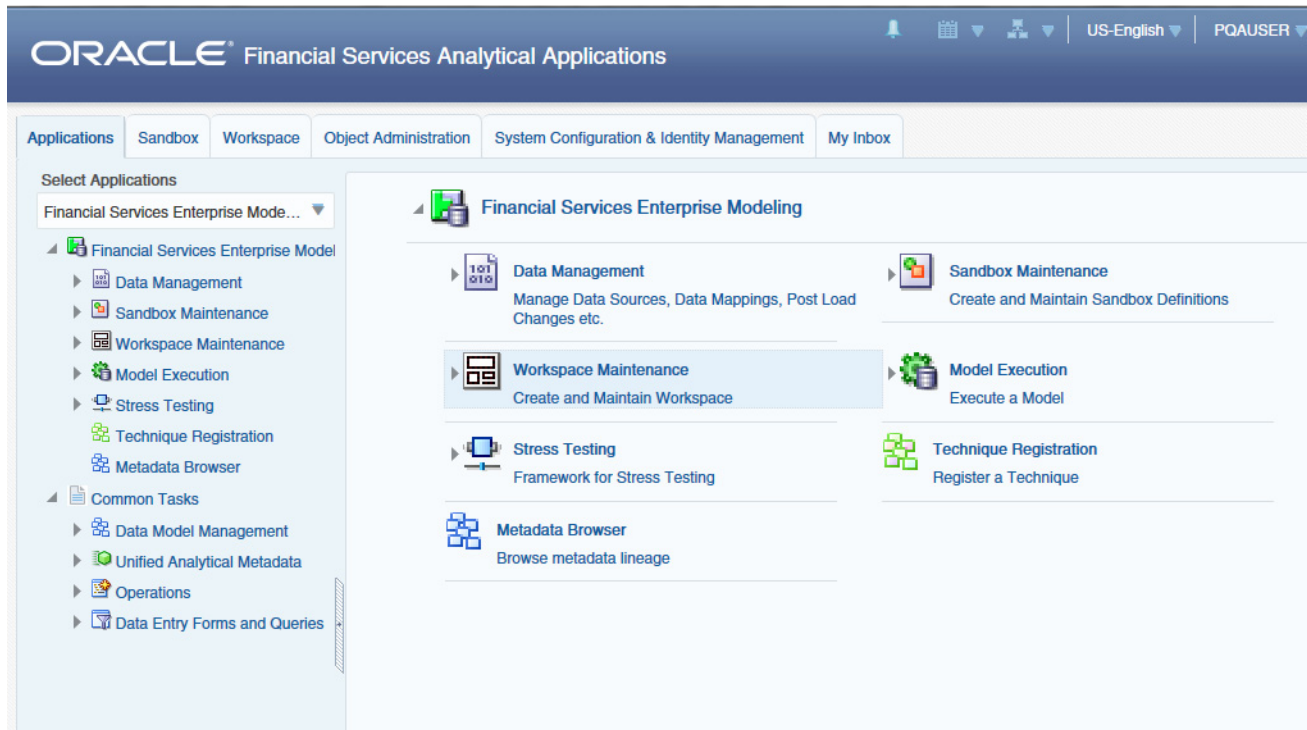 US-English PQAUSER
ORACLE® Financial Services Analytical Applications
Applications Sandbox Workspace Object Administration System Configuration & Identity Management My Inbox
Select Applications
Financial Services Enterprise Mode...
Financial Services Enterprise Model
Data Management
Sandbox Maintenance
Workspace Maintenance
Model Execution
Stress Testing
Technique Registration
Metadata Browser
Common Tasks
Data Model Management
Unified Analytical Metadata
Operations
Data Entry Forms and Queries
Financial Services Enterprise Modeling
Data Management
Manage Data Sources, Data Mappings, Post Load
Changes etc.
Sandbox Maintenance
Create and Maintain Sandbox Definitions
Workspace Maintenance
Create and Maintain Workspace
Model Execution
Execute a Model
Stress Testing
Framework for Stress Testing
Technique Registration
Register a Technique
Metadata Browser
Browse metadata lineage